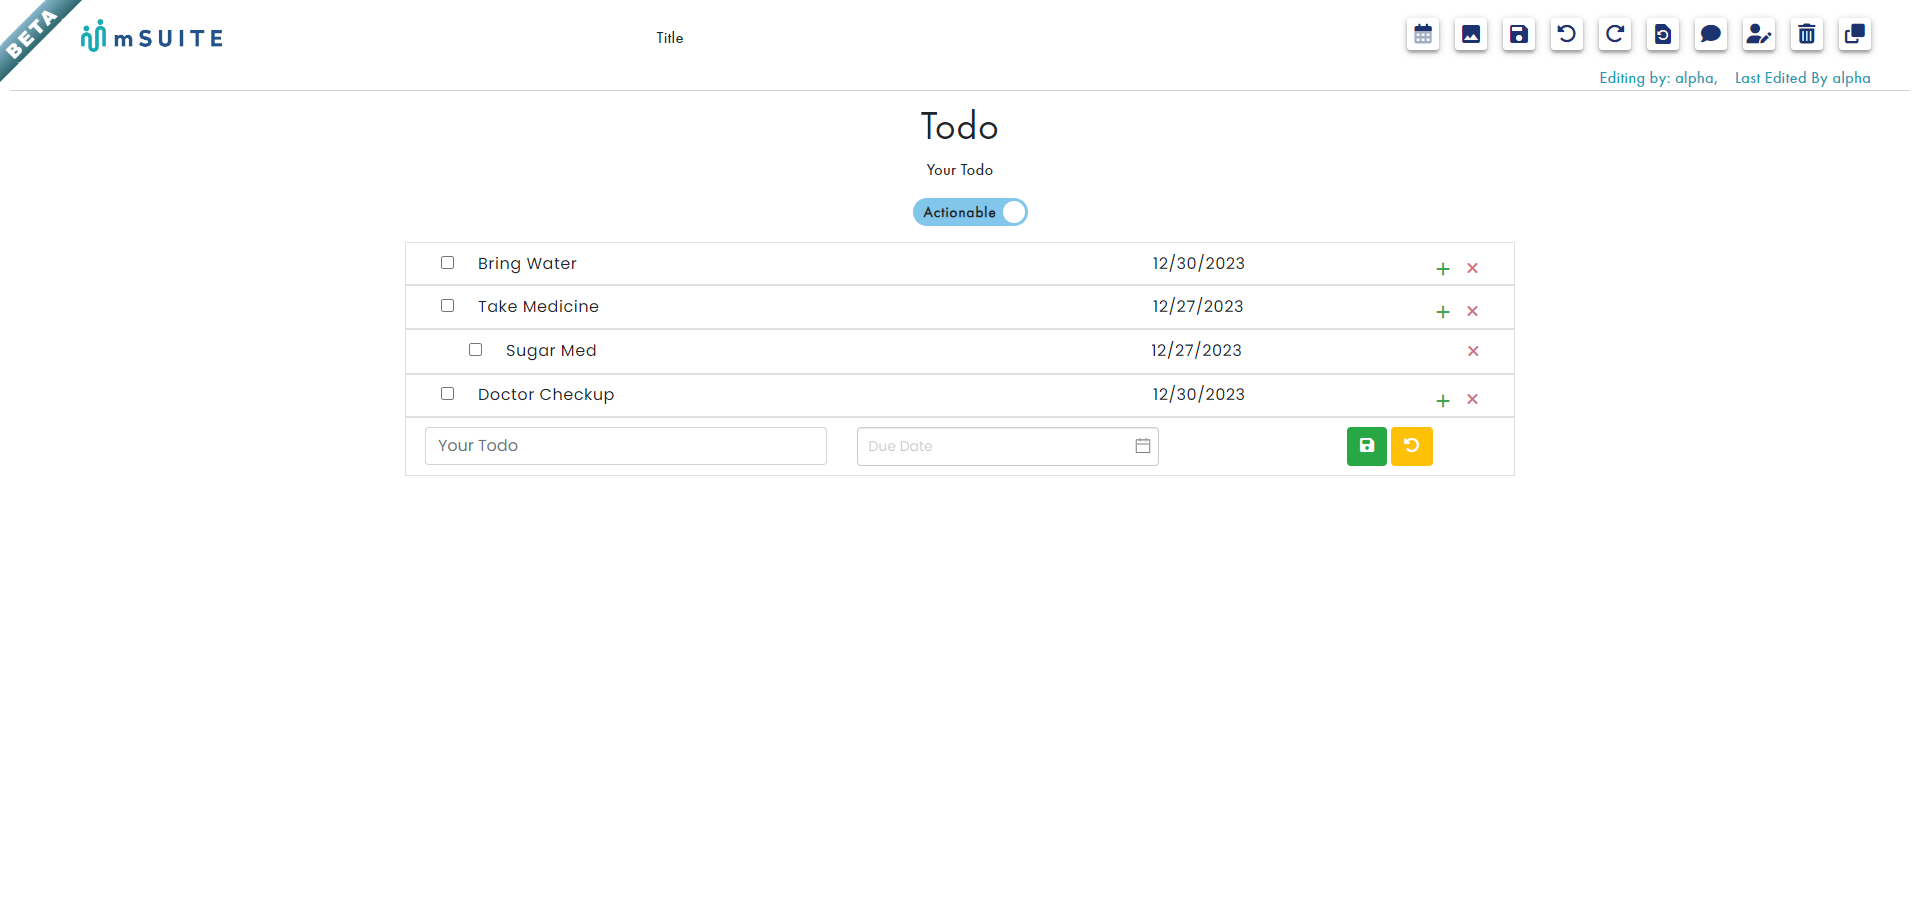 BETA
mSUITE
Title
Editing by: alpha, Last Edited By alpha
Todo
Your Todo
Actionable
Bring Water 12/30/2023
Take Medicine 12/27/2023
Sugar Med 12/27/2023
Doctor Checkup 12/30/2023
Your Todo Due Date